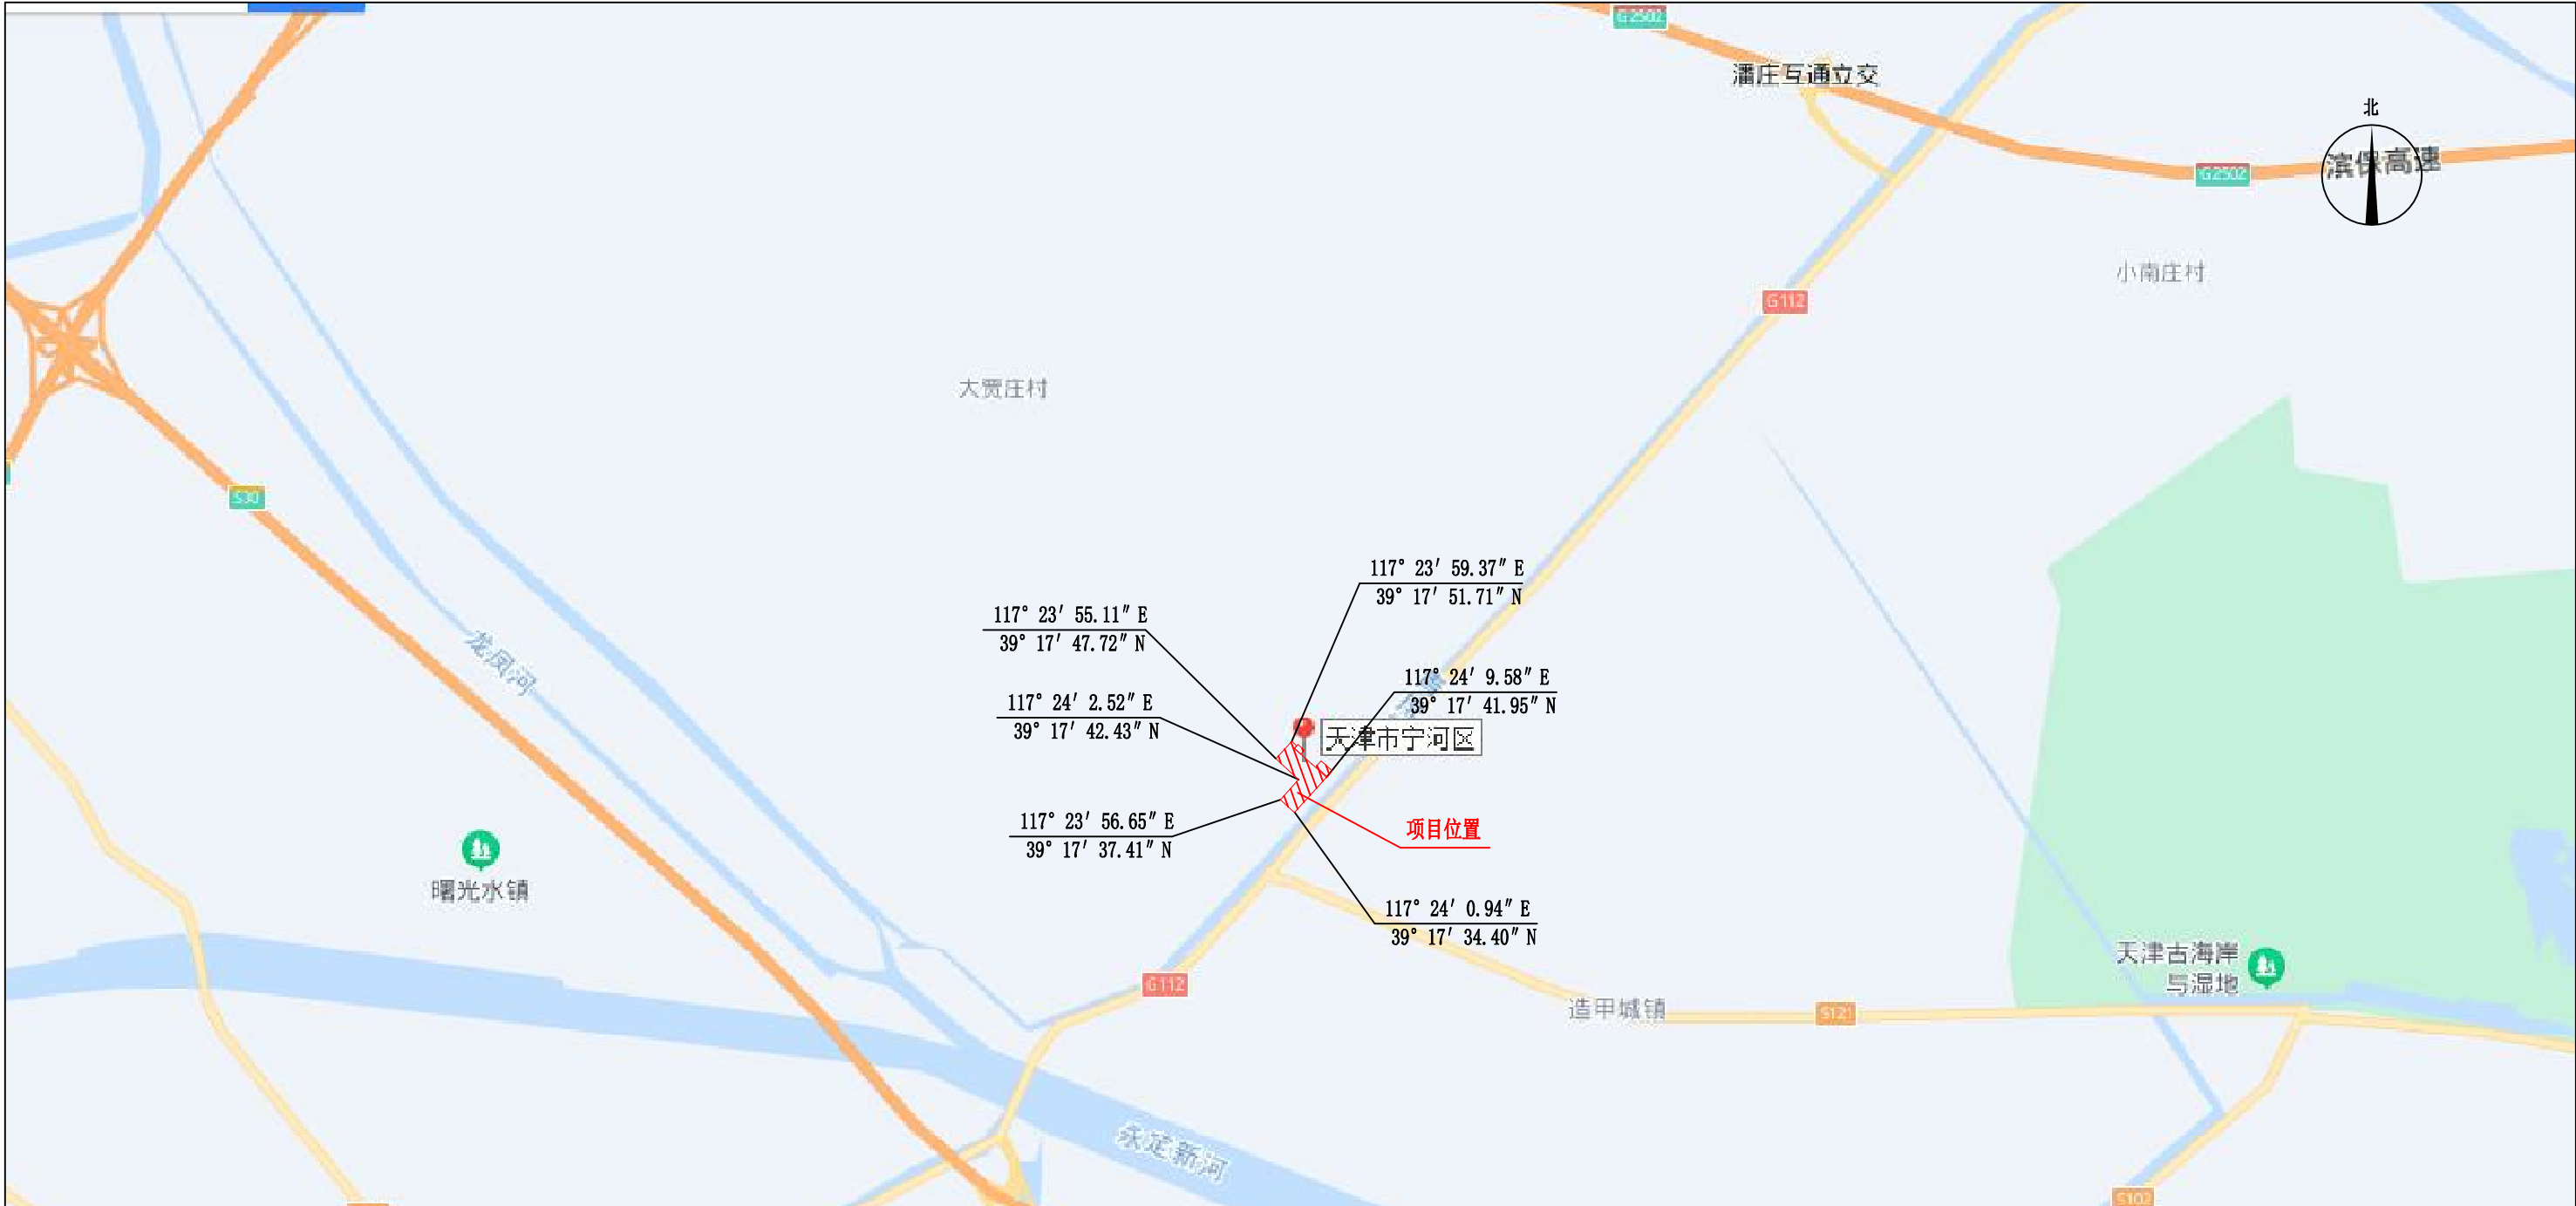 G2502
潘庄互通立交
北
滨保高速
G2502
小南庄村
G112
大贾庄村
S30
117° 23′ 59.37″ E
39° 17′ 51.71″ N
117° 23′ 55.11″ E
39° 17′ 47.72″ N
龙凤河
117° 24′ 9.58″ E
39° 17′ 41.95″ N
117° 24′ 2.52″ E
39° 17′ 42.43″ N
天津市宁河区
117° 23′ 56.65″ E
39° 17′ 37.41″ N
项目位置
曙光水镇
117° 24′ 0.94″ E
39° 17′ 34.40″ N
天津古海岸
与湿地
G112
造甲城镇
S121
永定新河
S102